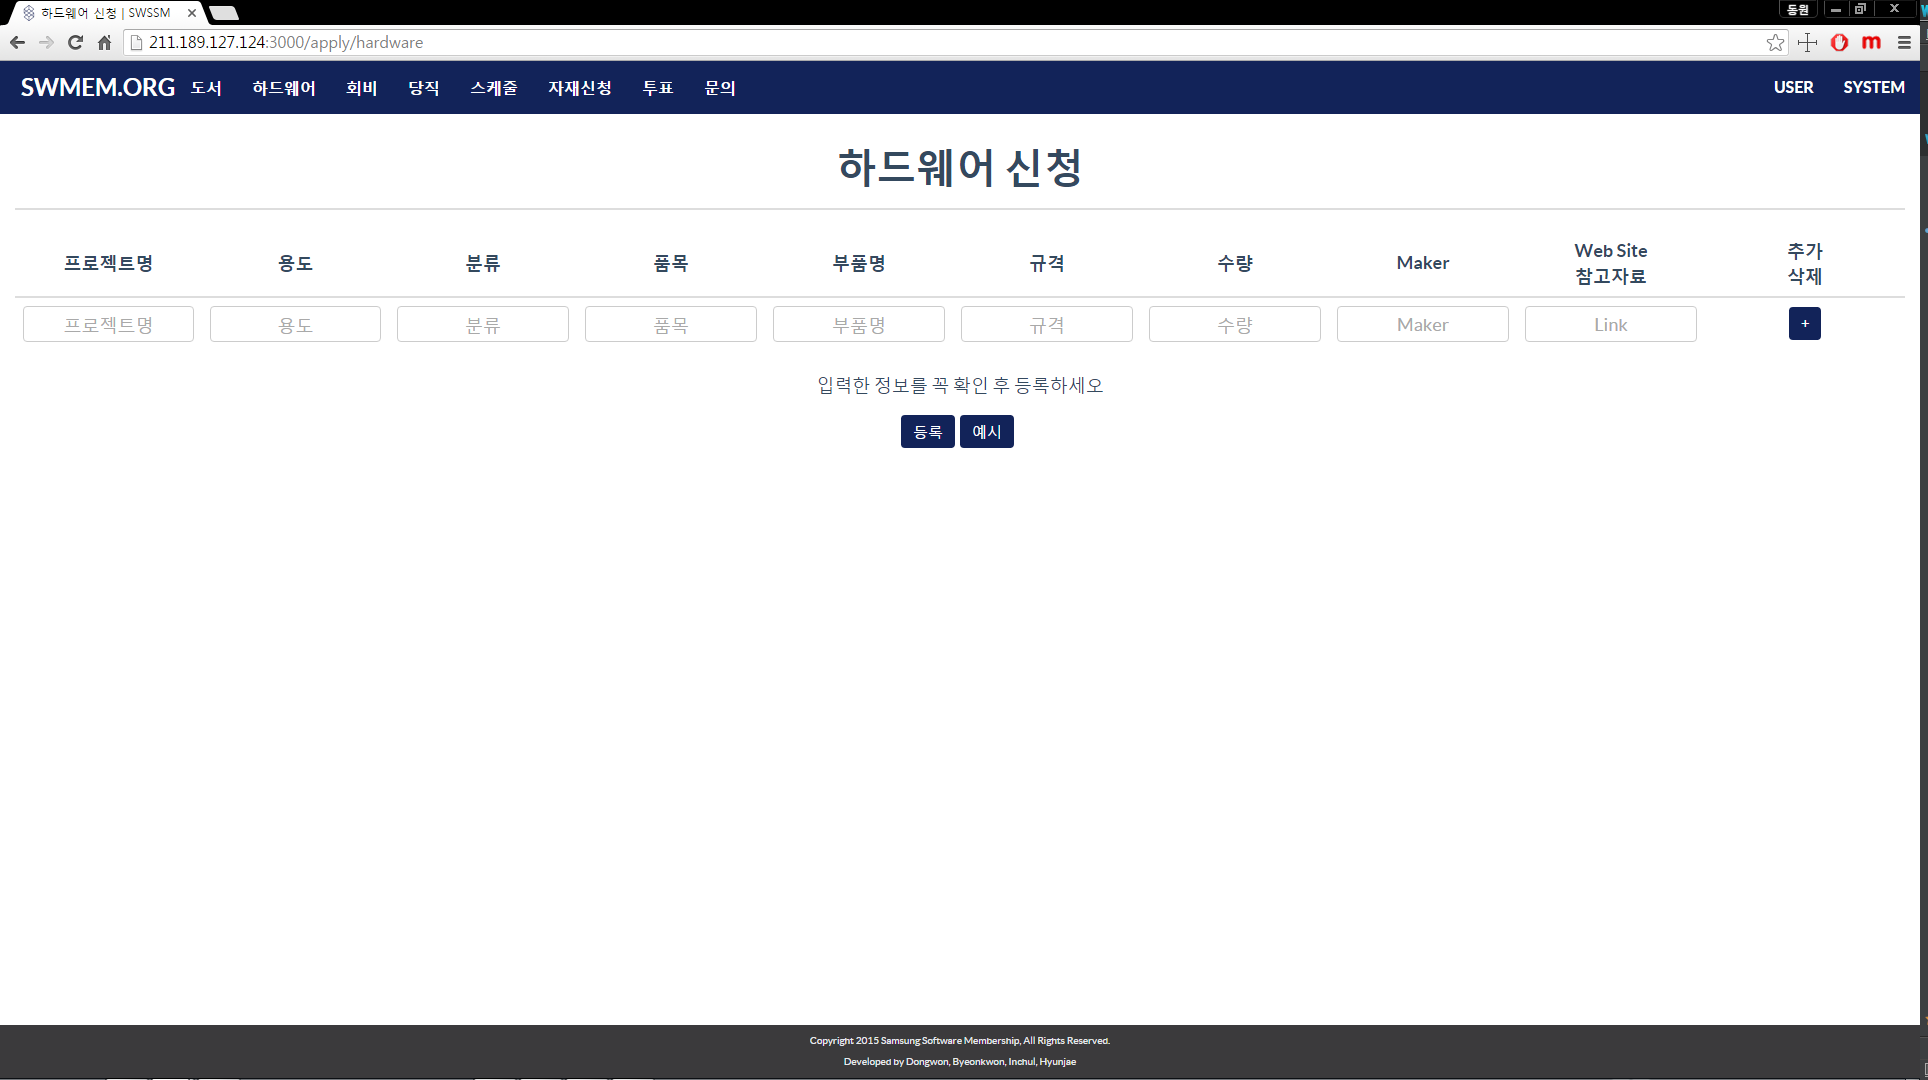 하드웨어 신청 | SWSSM
동원
211.189.127.124:3000/apply/hardware
SWMEM.ORG 도서 하드웨어 회비 당직 스케줄 자재신청 투표 문의 USER SYSTEM
하드웨어 신청
프로젝트명 용도 분류 품목 부품명 규격 수량 Maker Web Site 참고자료 추가 삭제
프로젝트명 용도 분류 품목 부품명 규격 수량 Maker Link +
입력한 정보를 꼭 확인 후 등록하세오
등록 예시
Copyright 2015 Samsung Software Membership, All Rights Reserved.
Developed by Dongwon, Byeonkwon, Inchul, Hyunjae